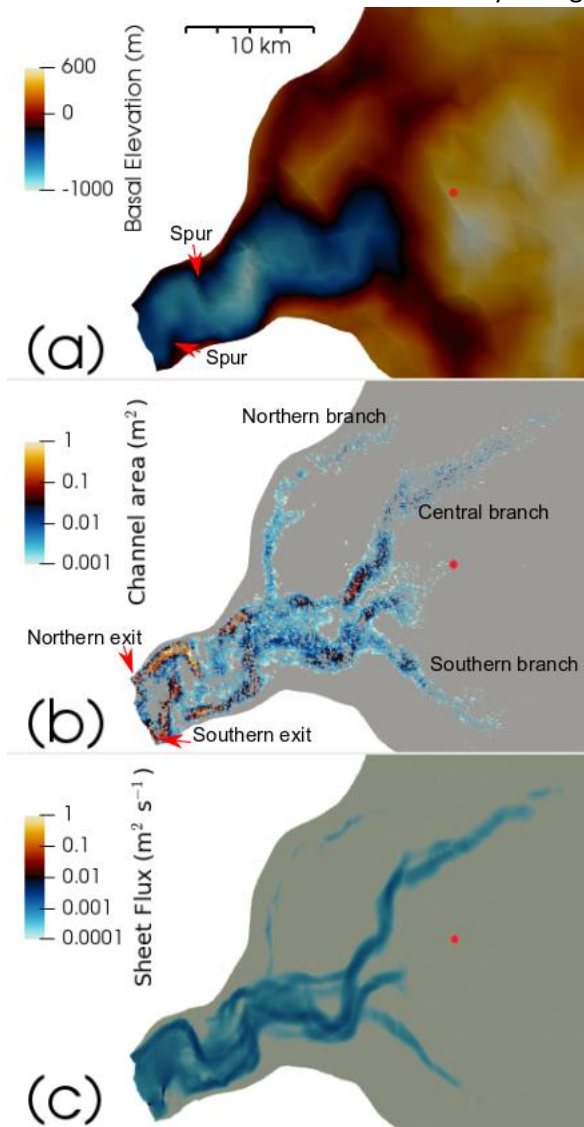 10 km
600
0
-1000
Basal Elevation (m)
Spur
Spur
(a)
1
0.1
0.01
0.001
Channel area (m²)
Northern branch
Central branch
Northern exit
Southern branch
Southern exit
(b)
1
0.1
0.01
0.001
0.0001
Sheet Flux (m² s⁻¹)
(c)